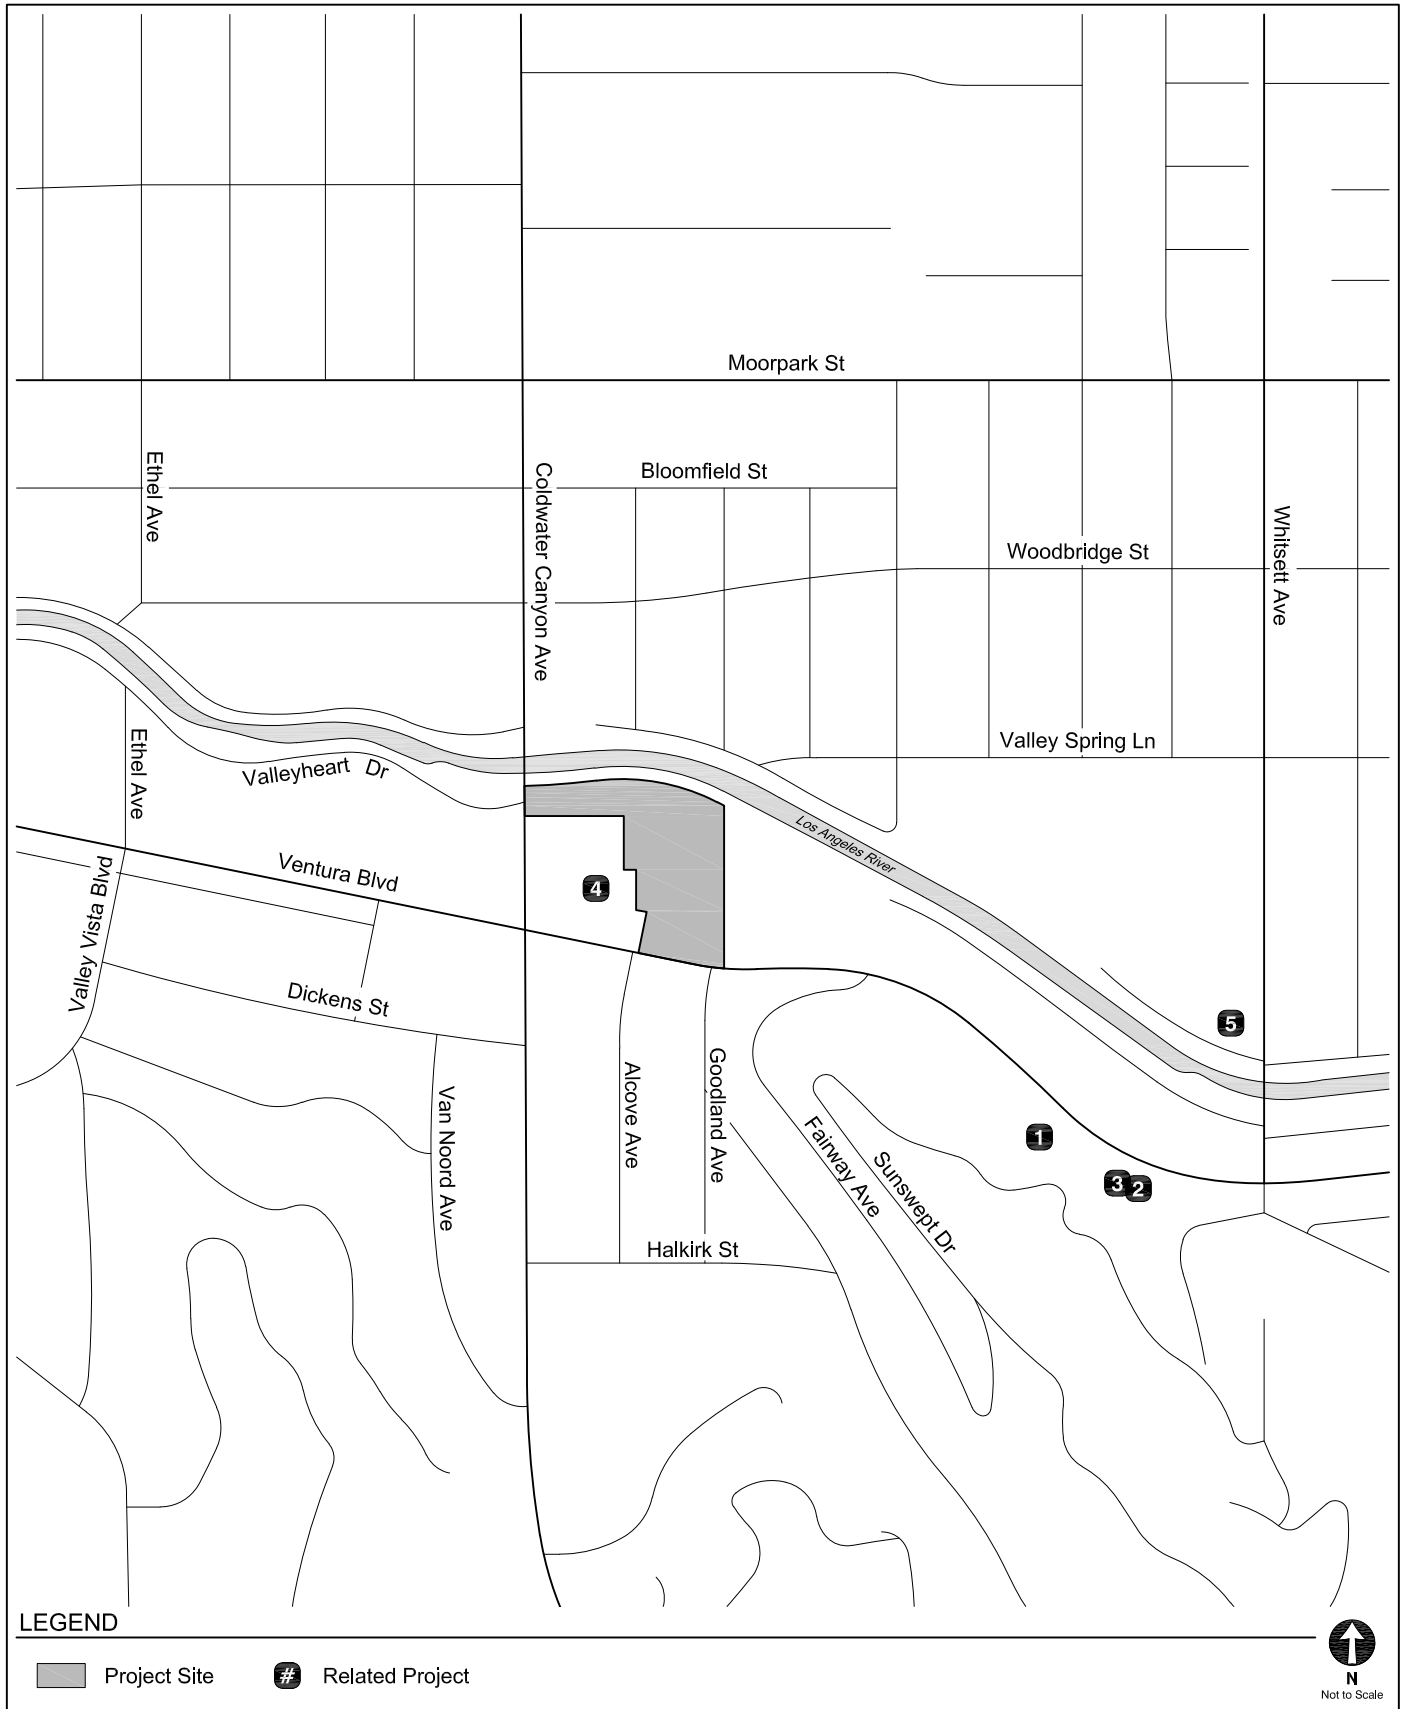 Moorpark St
Ethel Ave
Coldwater Canyon Ave
Bloomfield St
Whitsett Ave
Woodbridge St
Ethel Ave
Valley Spring Ln
Valleyheart Dr
Los Angeles River
Ventura Blvd
4
Valley Vista Blvd
Dickens St
5
Alcove Ave
Goodland Ave
Van Noord Ave
Fairway Ave
Sunswept Dr
1
3
2
Halkirk St
LEGEND
Project Site
# Related Project
N
Not to Scale